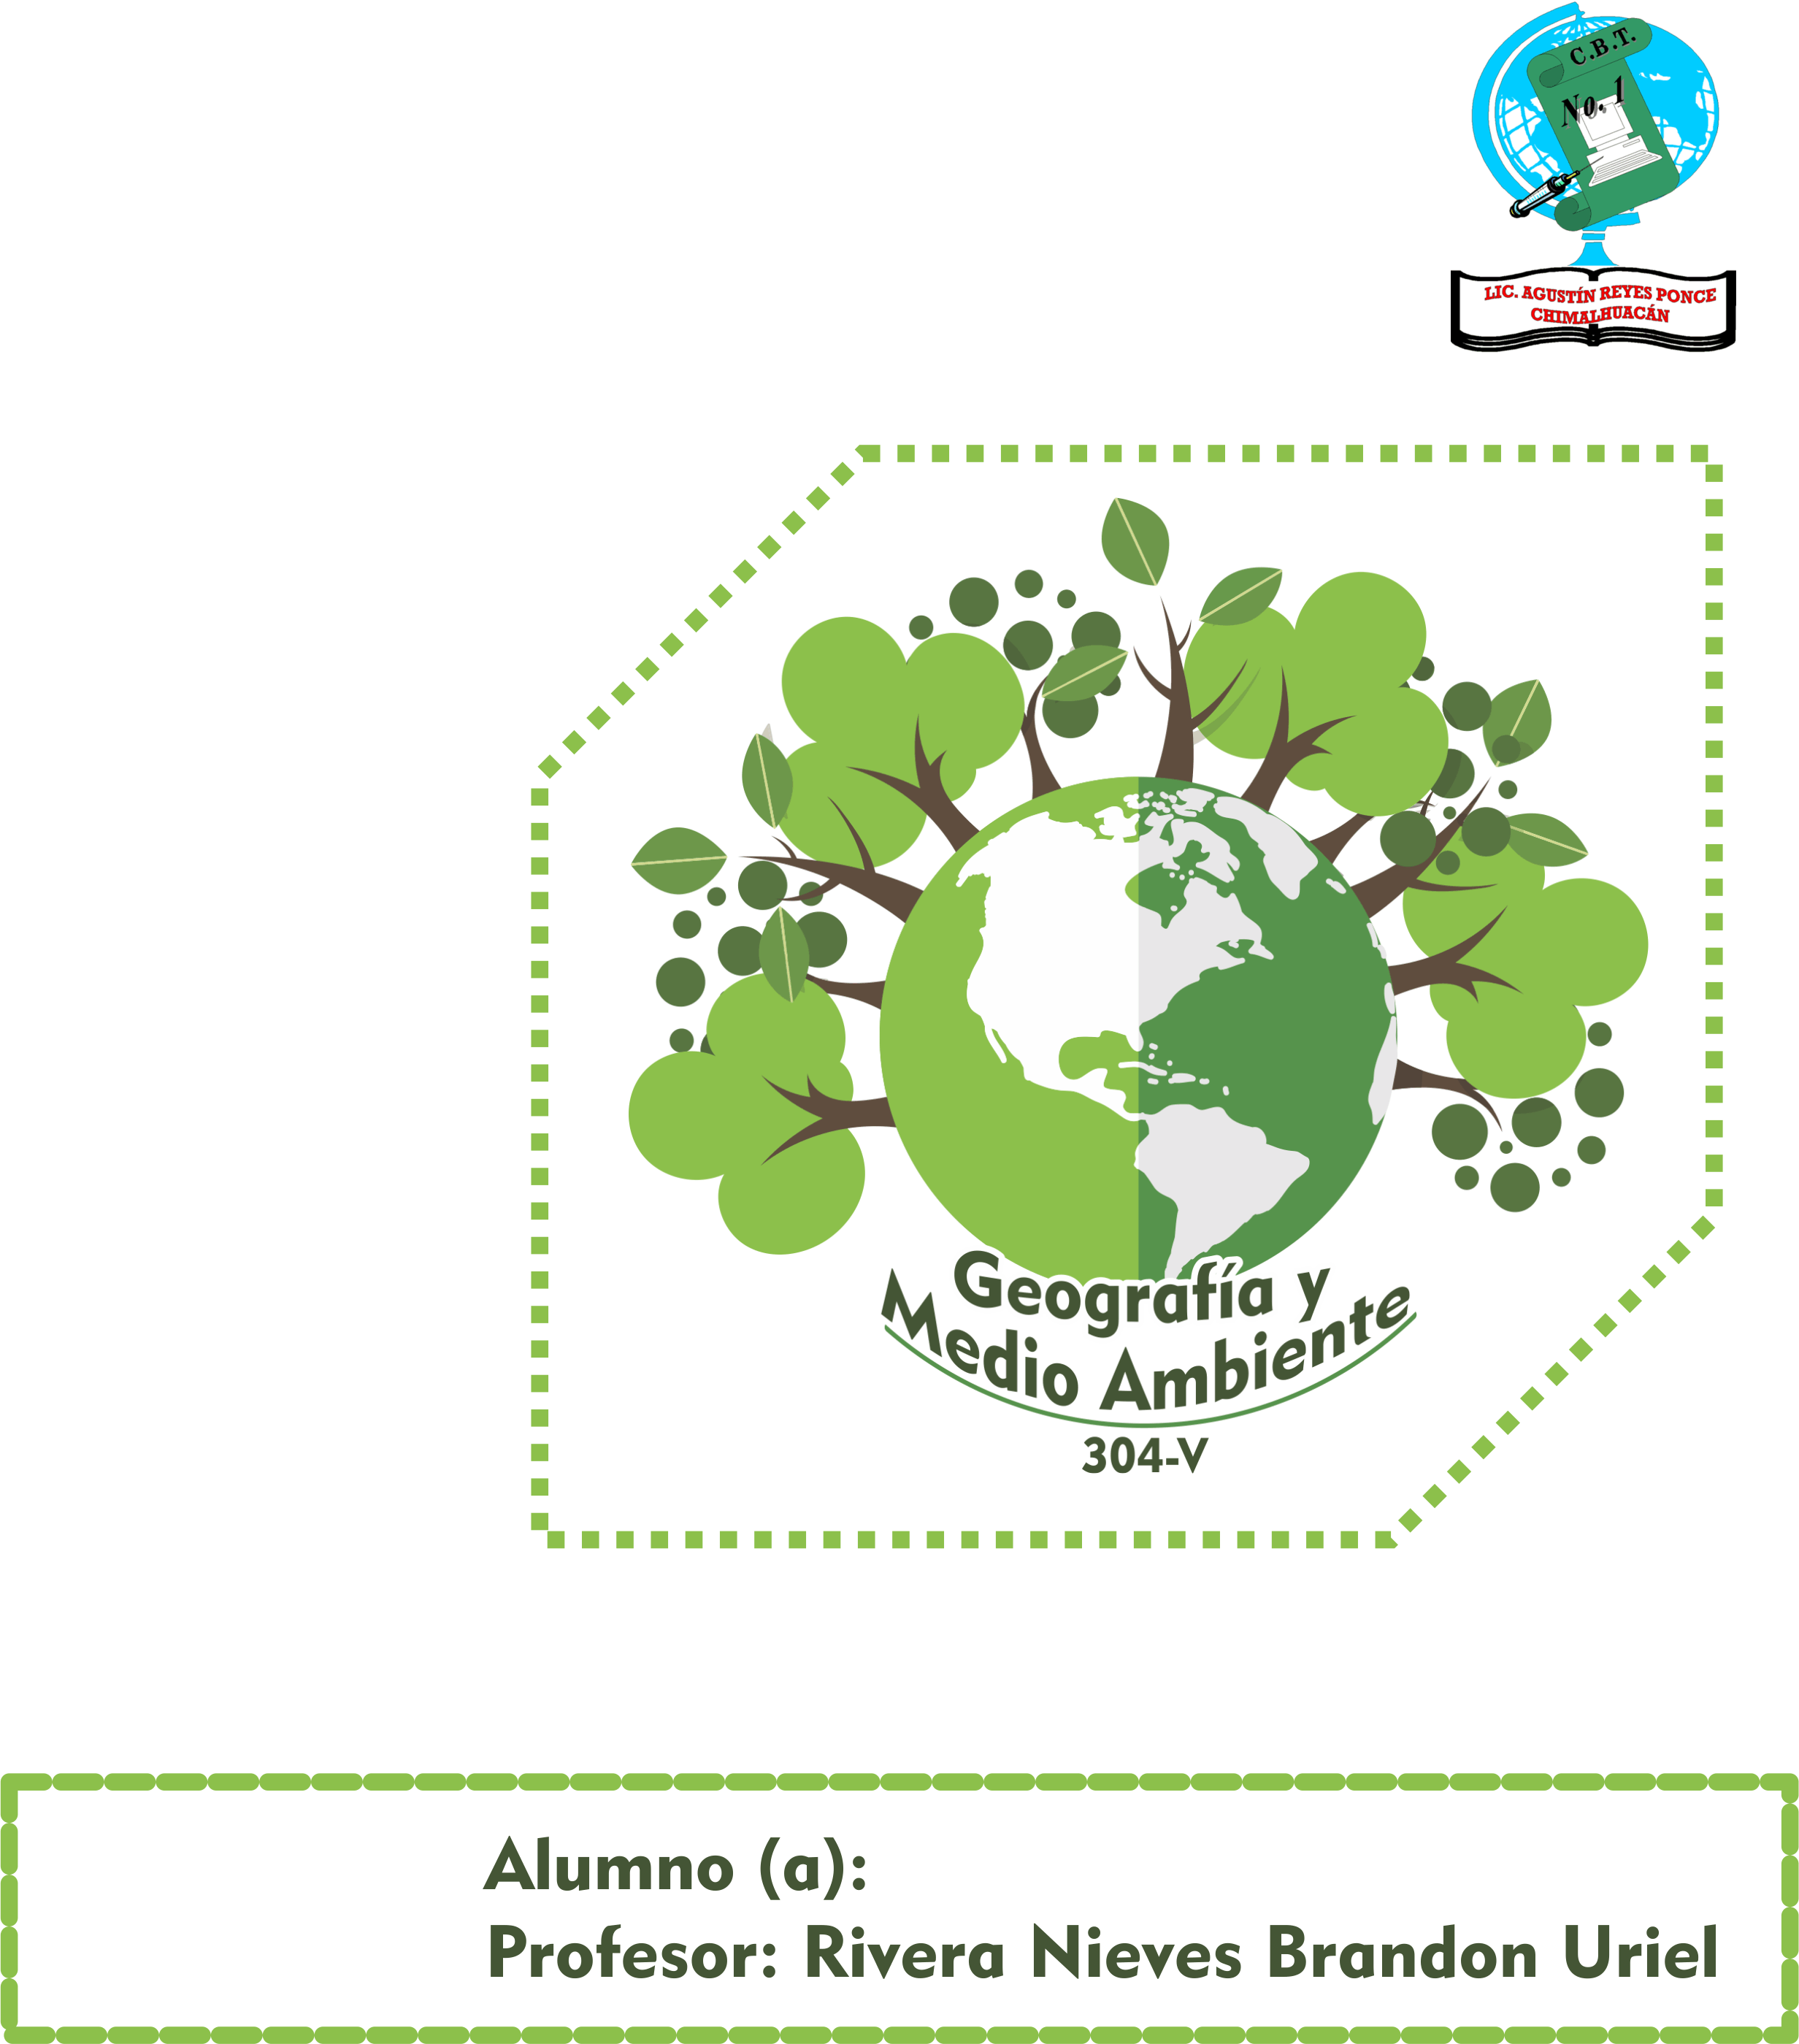 C.B.T.
No. 1
LIC. AGUSTÍN REYES PONCE
CHIMALHUACÁN
Geografía y
Medio Ambiente
304-V
Alumno (a):
Profesor: Rivera Nieves Brandon Uriel